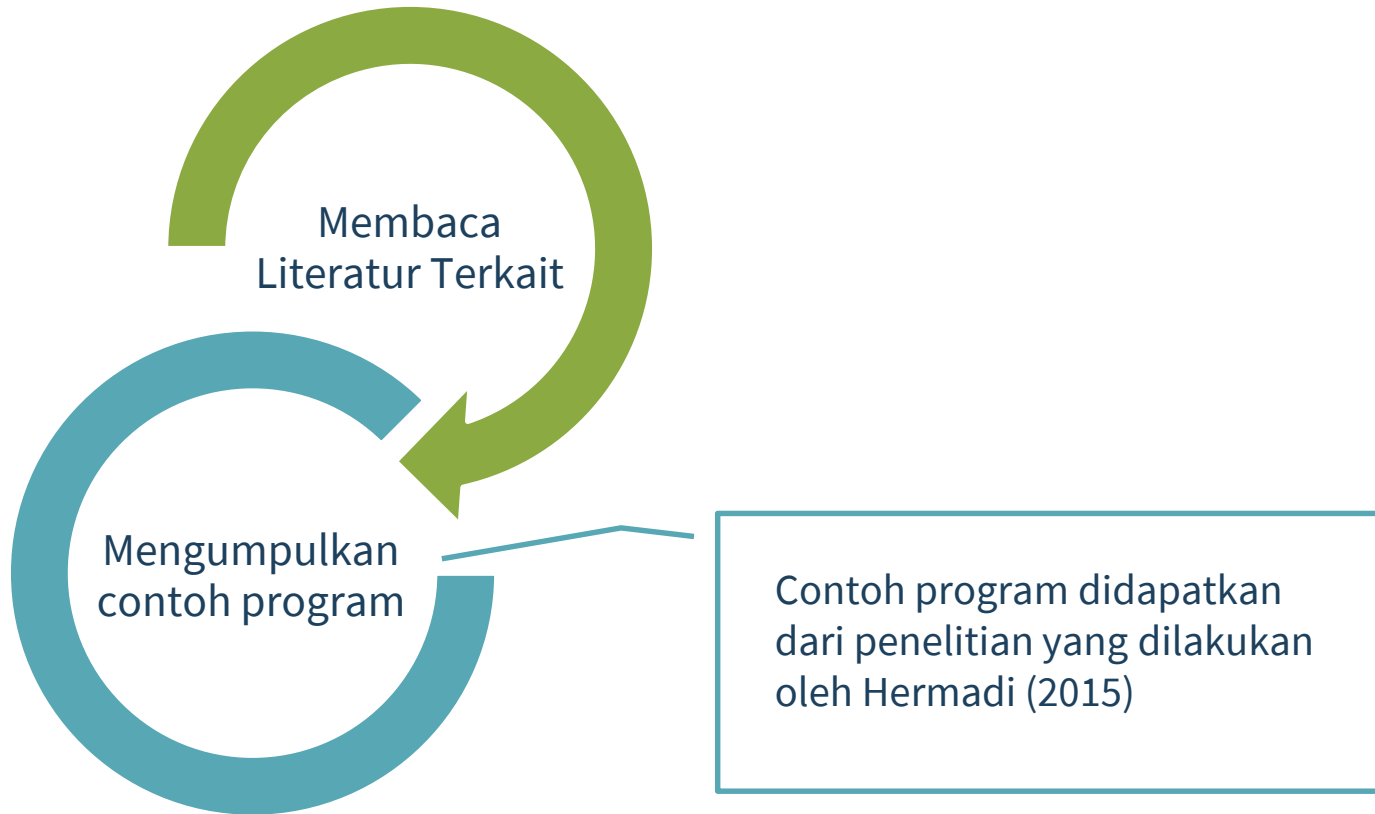 Membaca
Literatur Terkait
Mengumpulkan
contoh program
Contoh program didapatkan
dari penelitian yang dilakukan
oleh Hermadi (2015)